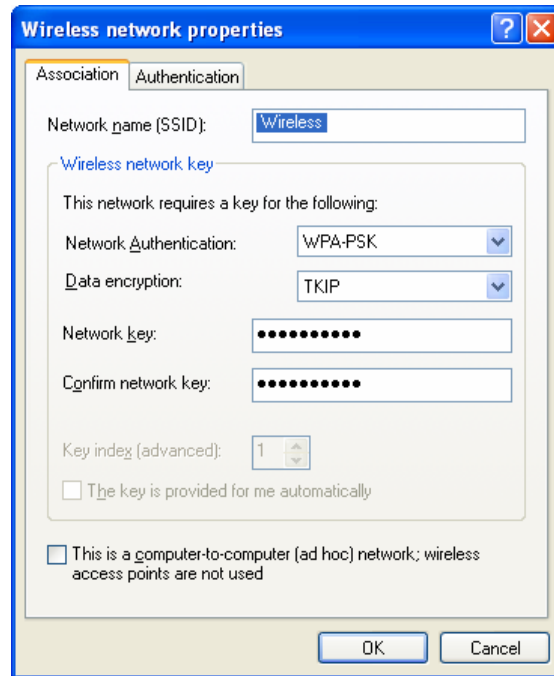 Wireless network properties
Association Authentication
Network name (SSID): Wireless
Wireless network key
This network requires a key for the following:
Network Authentication: WPA-PSK
Data encryption: TKIP
Network key: ••••••••••
Confirm network key: ••••••••••
Key index (advanced): 1
The key is provided for me automatically
This is a computer-to-computer (ad hoc) network; wireless
access points are not used
OK Cancel